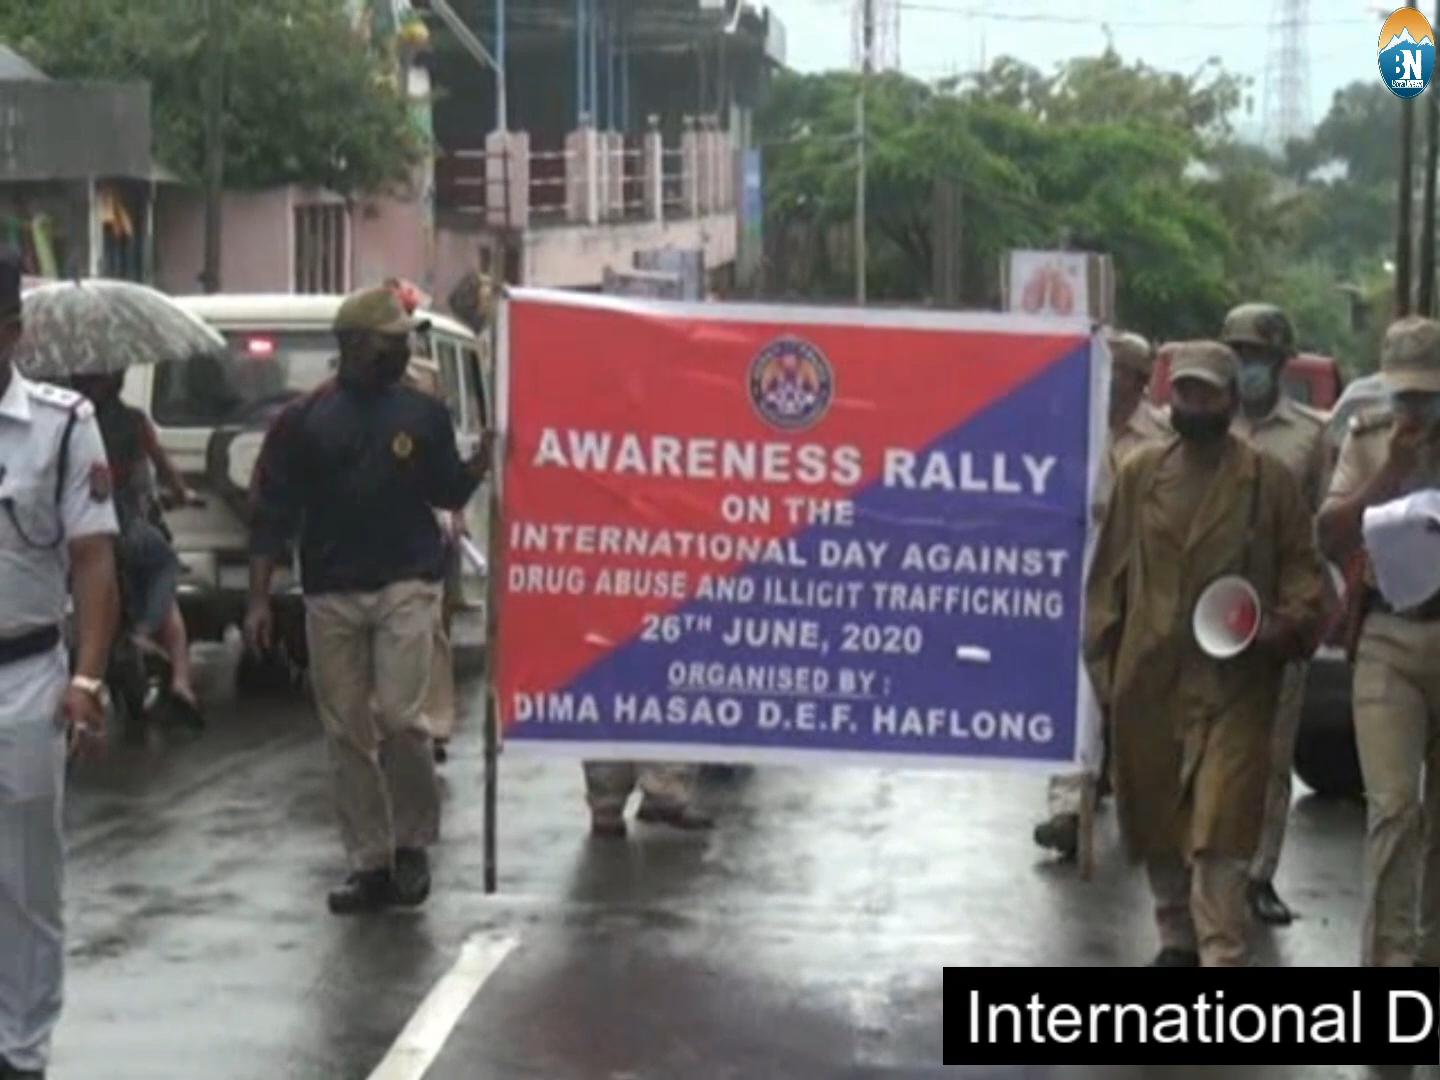 BN
AWARENESS RALLY
ON THE
INTERNATIONAL DAY AGAINST
DRUG ABUSE AND ILLICIT TRAFFICKING
26TH JUNE, 2020
ORGANISED BY:
DIMA HASAO D.E.F. HAFLONG
International D